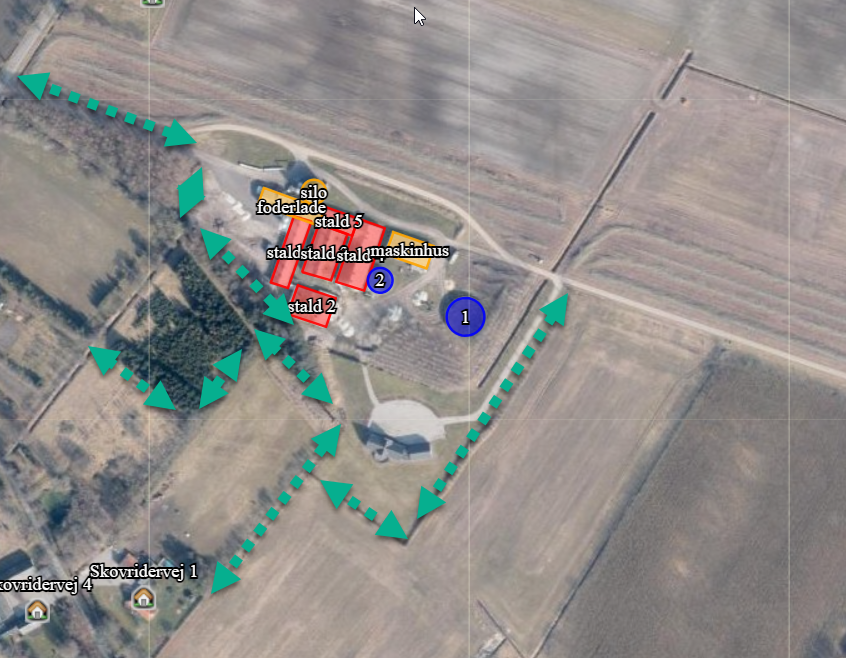 silo
foderlade
stald 5
stald
stald
stald
maskinhus
2
stald 2
1
Skovridervej 1
kovridervej 4